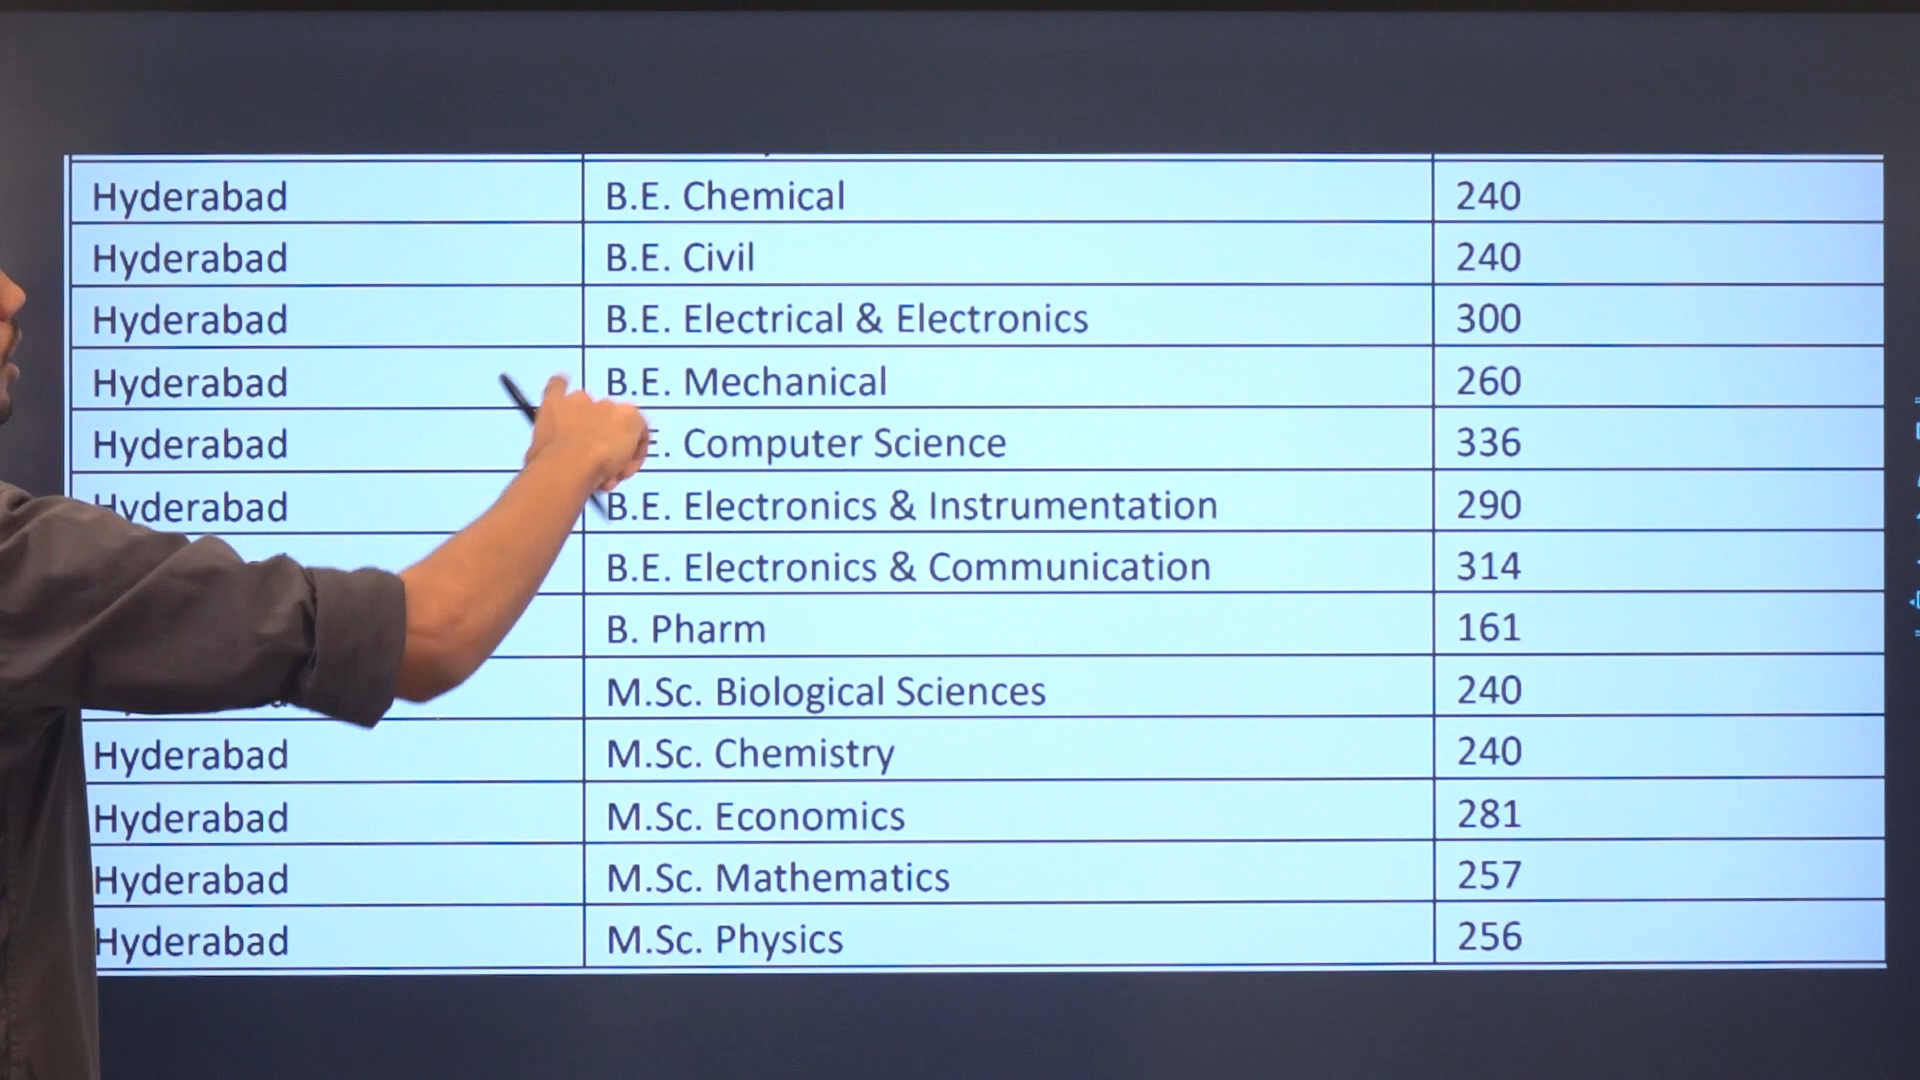 Hyderabad B.E. Chemical 240
Hyderabad B.E. Civil 240
Hyderabad B.E. Electrical & Electronics 300
Hyderabad B.E. Mechanical 260
Hyderabad E. Computer Science 336
Hyderabad B.E. Electronics & Instrumentation 290
B.E. Electronics & Communication 314
B. Pharm 161
M.Sc. Biological Sciences 240
Hyderabad M.Sc. Chemistry 240
Hyderabad M.Sc. Economics 281
Hyderabad M.Sc. Mathematics 257
Hyderabad M.Sc. Physics 256